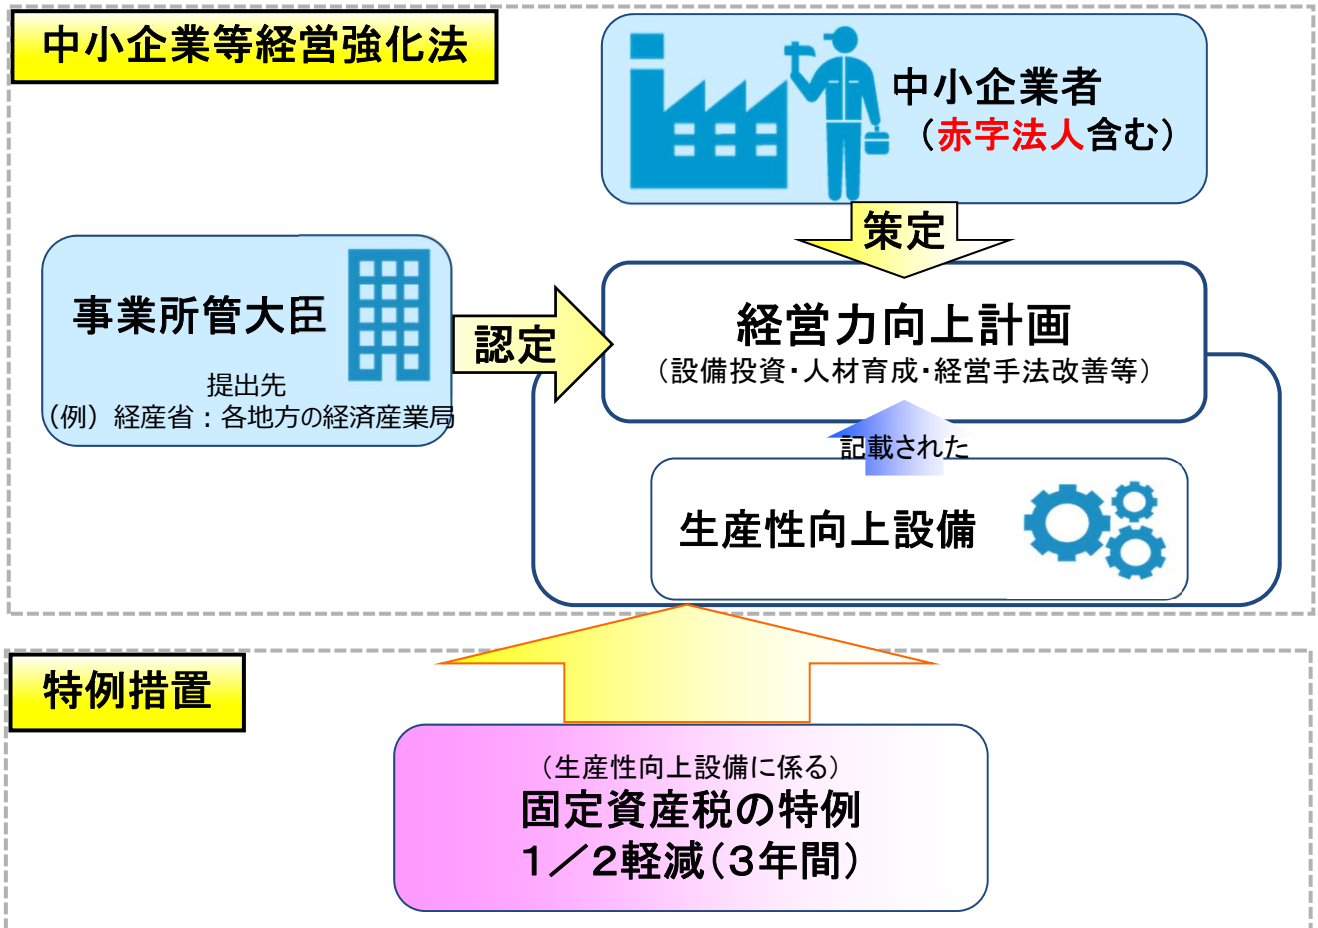 中小企業等経営強化法
中小企業者
（赤字法人含む）
策定
事業所管大臣
提出先
（例）経産省：各地方の経済産業局
認定
経営力向上計画
（設備投資・人材育成・経営手法改善等）
記載された
生産性向上設備
特例措置
（生産性向上設備に係る）
固定資産税の特例
１／２軽減（３年間）